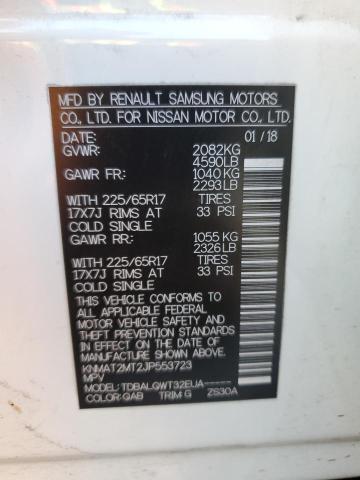 MFD BY RENAULT SAMSUNG MOTORS
CO., LTD. FOR NISSAN MOTOR CO., LTD.
DATE: 01 / 18
GVWR: 2082KG
4590LB
GAWR FR: 1040 KG
2293LB
WITH 225/65R17 TIRES
17X7J RIMS AT 33 PSI
COLD SINGLE
GAWR RR: 1055 KG
2326LB
WITH 225/65R17 TIRES
17X7J RIMS AT 33 PSI
COLD SINGLE
THIS VEHICLE CONFORMS TO
ALL APPLICABLE FEDERAL
MOTOR VEHICLE SAFETY, BUMPER, AND
THEFT PREVENTION STANDARDS
IN EFFECT ON THE DATE OF
MANUFACTURE SHOWN ABOVE.
KNMAT2MT2JP553723
MPV
MODEL: TDBALQWT32EUA-----
COLOR: QAB TRIM G ZS30A